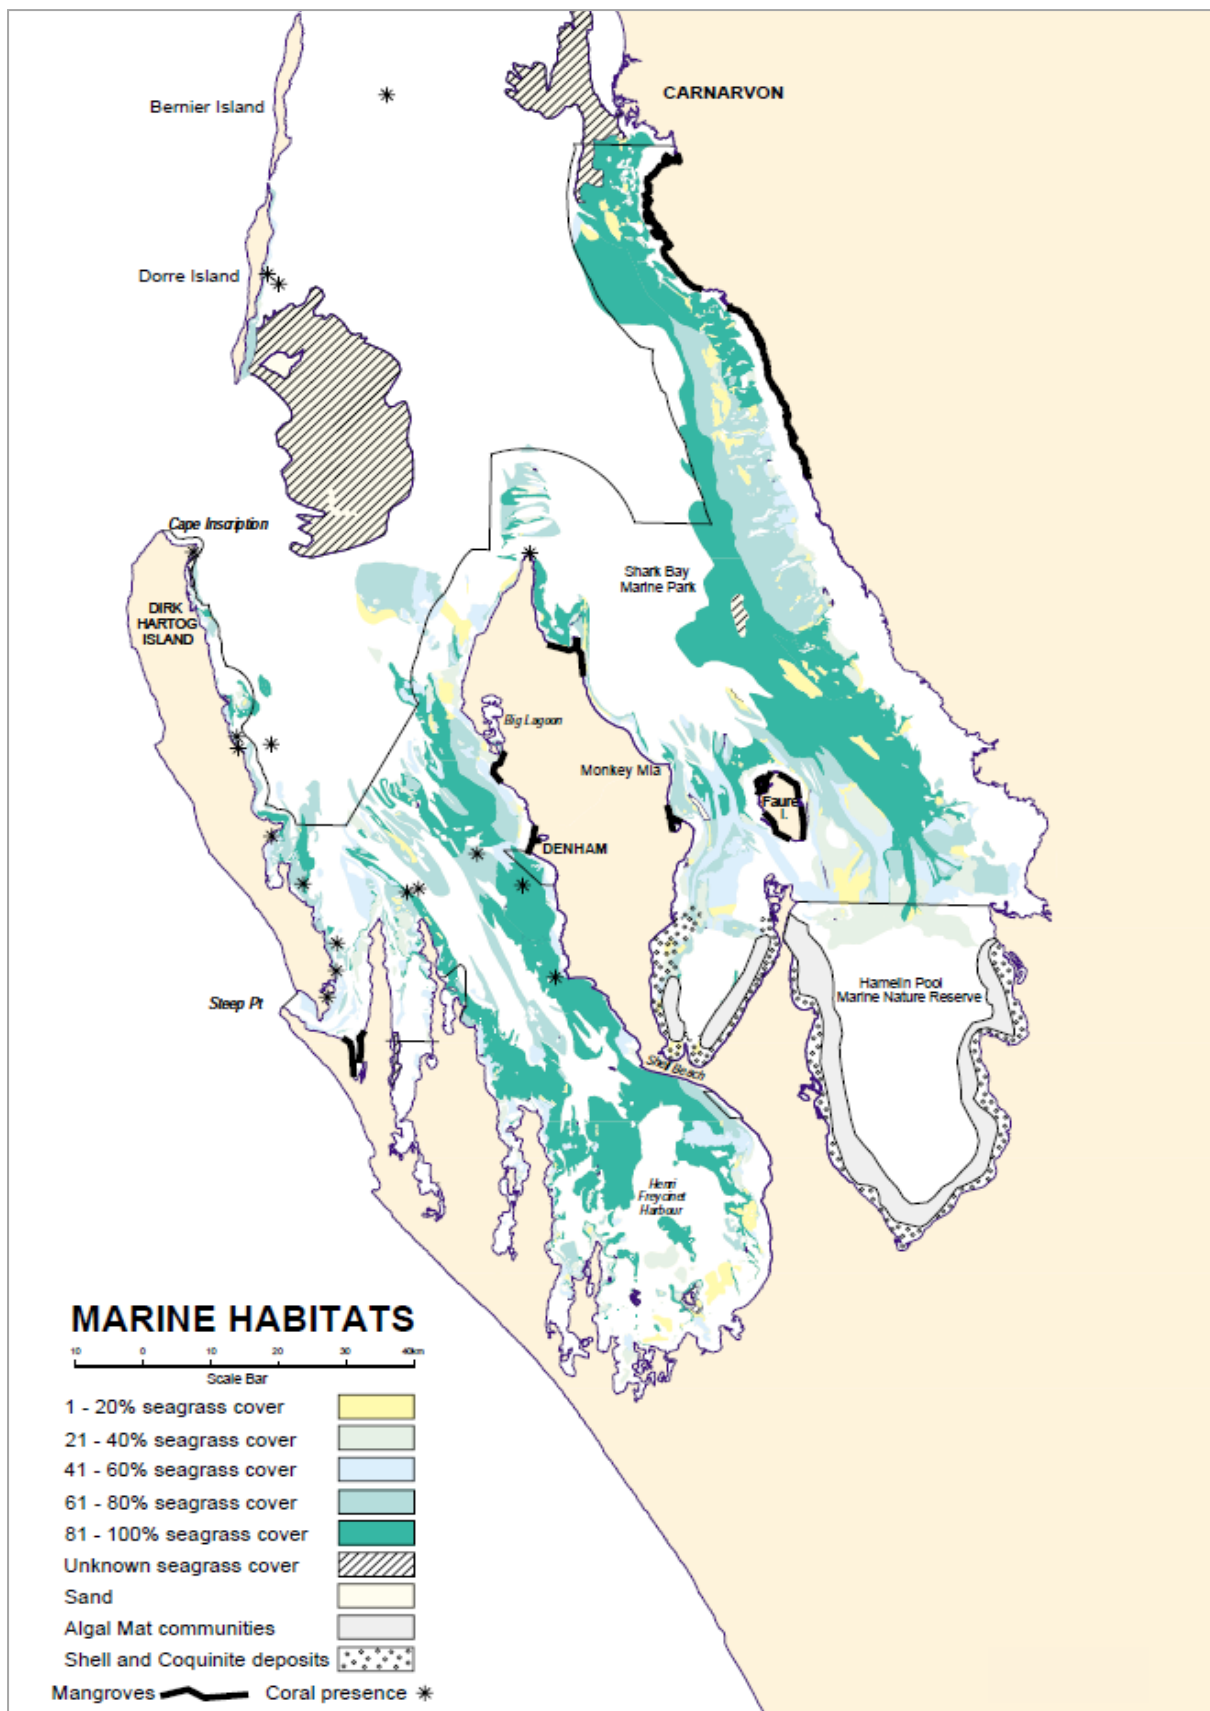 CARNARVON
Bernier Island
Dorre Island
Cape Inscription
Shark Bay
Marine Park
DIRK
HARTOG
ISLAND
Big Lagoon
Monkey Mia
Faure
I.
DENHAM
Hamelin Pool
Marine Nature Reserve
Steep Pt
Shell Beach
Henri
Freycinet
Harbour
MARINE HABITATS
10 0 10 20 30 40km
Scale Bar
1 - 20% seagrass cover
21 - 40% seagrass cover
41 - 60% seagrass cover
61 - 80% seagrass cover
81 - 100% seagrass cover
Unknown seagrass cover
Sand
Algal Mat communities
Shell and Coquinite deposits
Mangroves Coral presence